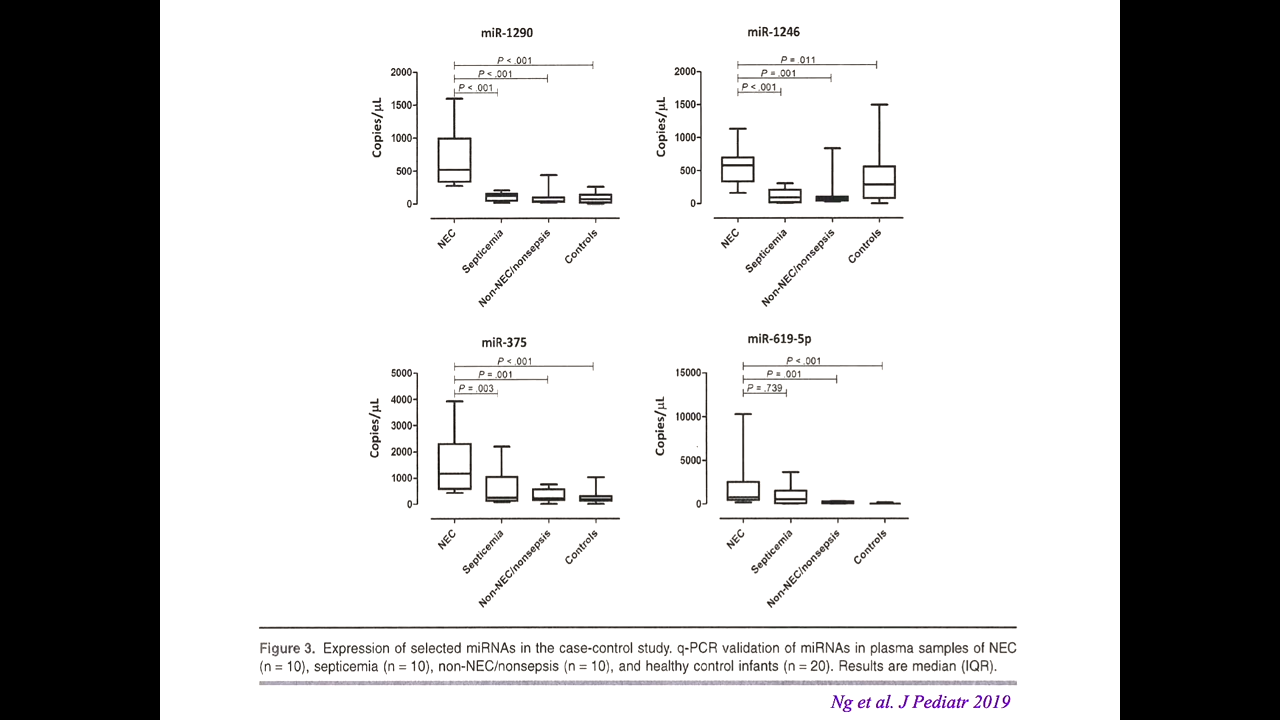 miR-1290
P < .001
P < .001
P < .001
2000
1500
1000
500
0
Copies/µL
NEC
Septicemia
Non-NEC/nonsepsis
Controls
miR-1246
P = .011
P = .001
P < .001
2000
1500
1000
500
0
Copies/µL
NEC
Septicemia
Non-NEC/nonsepsis
Controls
miR-375
P < .001
P = .001
P = .003
5000
4000
3000
2000
1000
0
Copies/µL
NEC
Septicemia
Non-NEC/nonsepsis
Controls
miR-619-5p
P < .001
P = .001
P = .739
15000
10000
5000
0
Copies/µL
NEC
Septicemia
Non-NEC/nonsepsis
Controls
Figure 3. Expression of selected miRNAs in the case-control study. q-PCR validation of miRNAs in plasma samples of NEC
(n = 10), septicemia (n = 10), non-NEC/nonsepsis (n = 10), and healthy control infants (n = 20). Results are median (IQR).
Ng et al. J Pediatr 2019